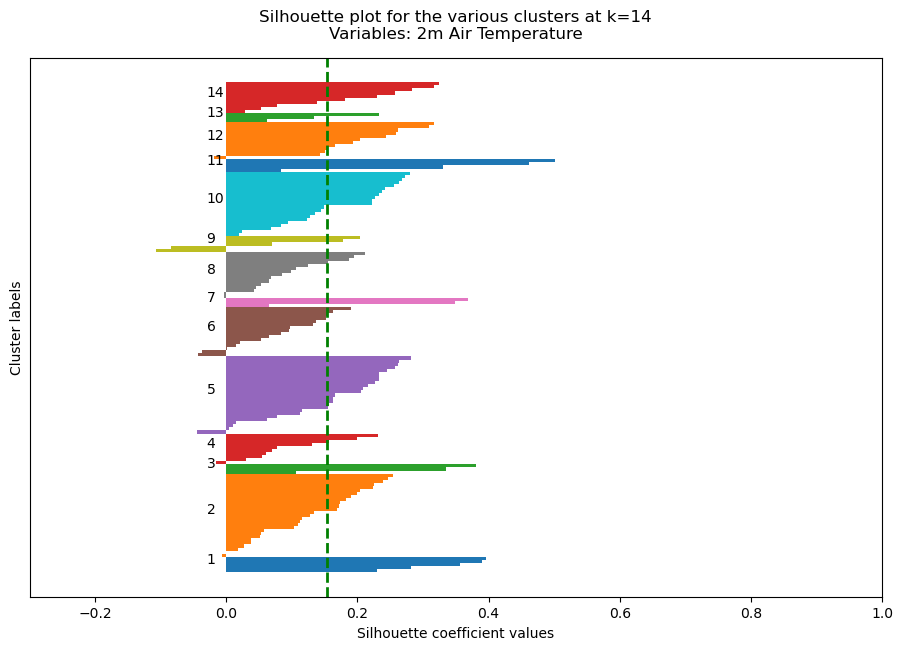 Silhouette plot for the various clusters at k=14
Variables: 2m Air Temperature
Cluster labels
14
13
12
11
10
9
8
7
6
5
4
3
2
1
−0.2 0.0 0.2 0.4 0.6 0.8 1.0
Silhouette coefficient values